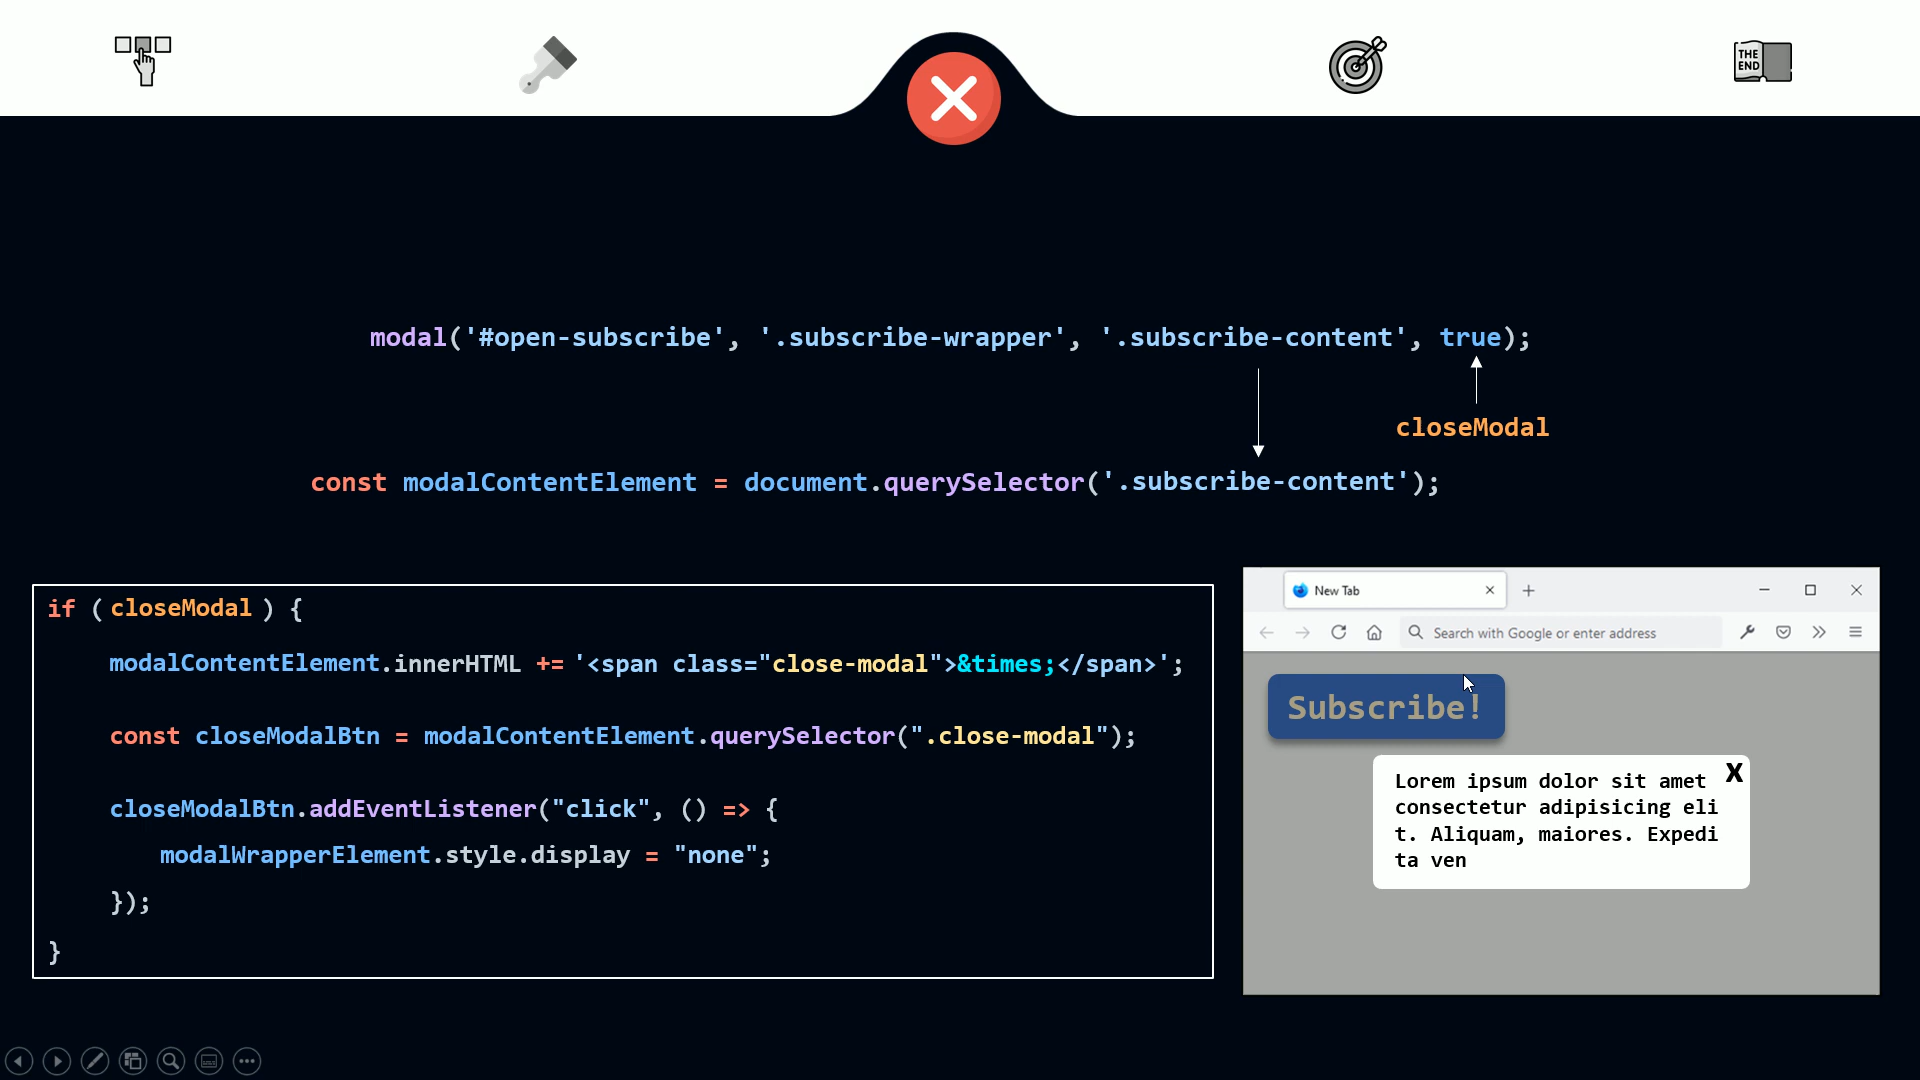 THE
END
modal('#open-subscribe', '.subscribe-wrapper', '.subscribe-content', true);
closeModal
const modalContentElement = document.querySelector('.subscribe-content');
if ( closeModal ) {
modalContentElement.innerHTML += '<span class="close-modal">&times;</span>';
const closeModalBtn = modalContentElement.querySelector(".close-modal");
closeModalBtn.addEventListener("click", () => {
modalWrapperElement.style.display = "none";
});
}
New Tab
Search with Google or enter address
Subscribe!
X
Lorem ipsum dolor sit amet
consectetur adipisicing eli
t. Aliquam, maiores. Expedi
ta ven